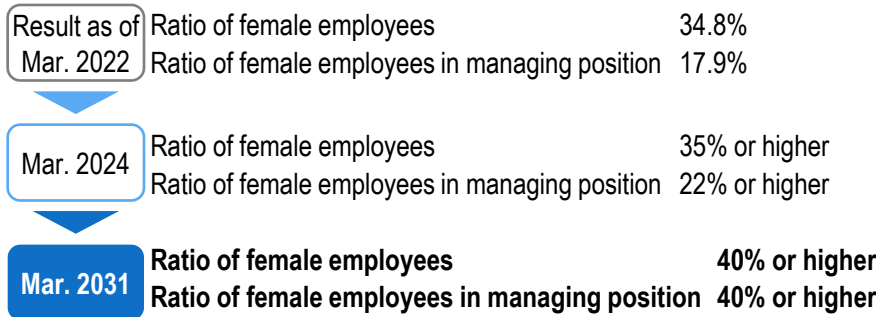 Result as of
Mar. 2022
Ratio of female employees 34.8%
Ratio of female employees in managing position 17.9%
Mar. 2024
Ratio of female employees 35% or higher
Ratio of female employees in managing position 22% or higher
Mar. 2031
Ratio of female employees 40% or higher
Ratio of female employees in managing position 40% or higher